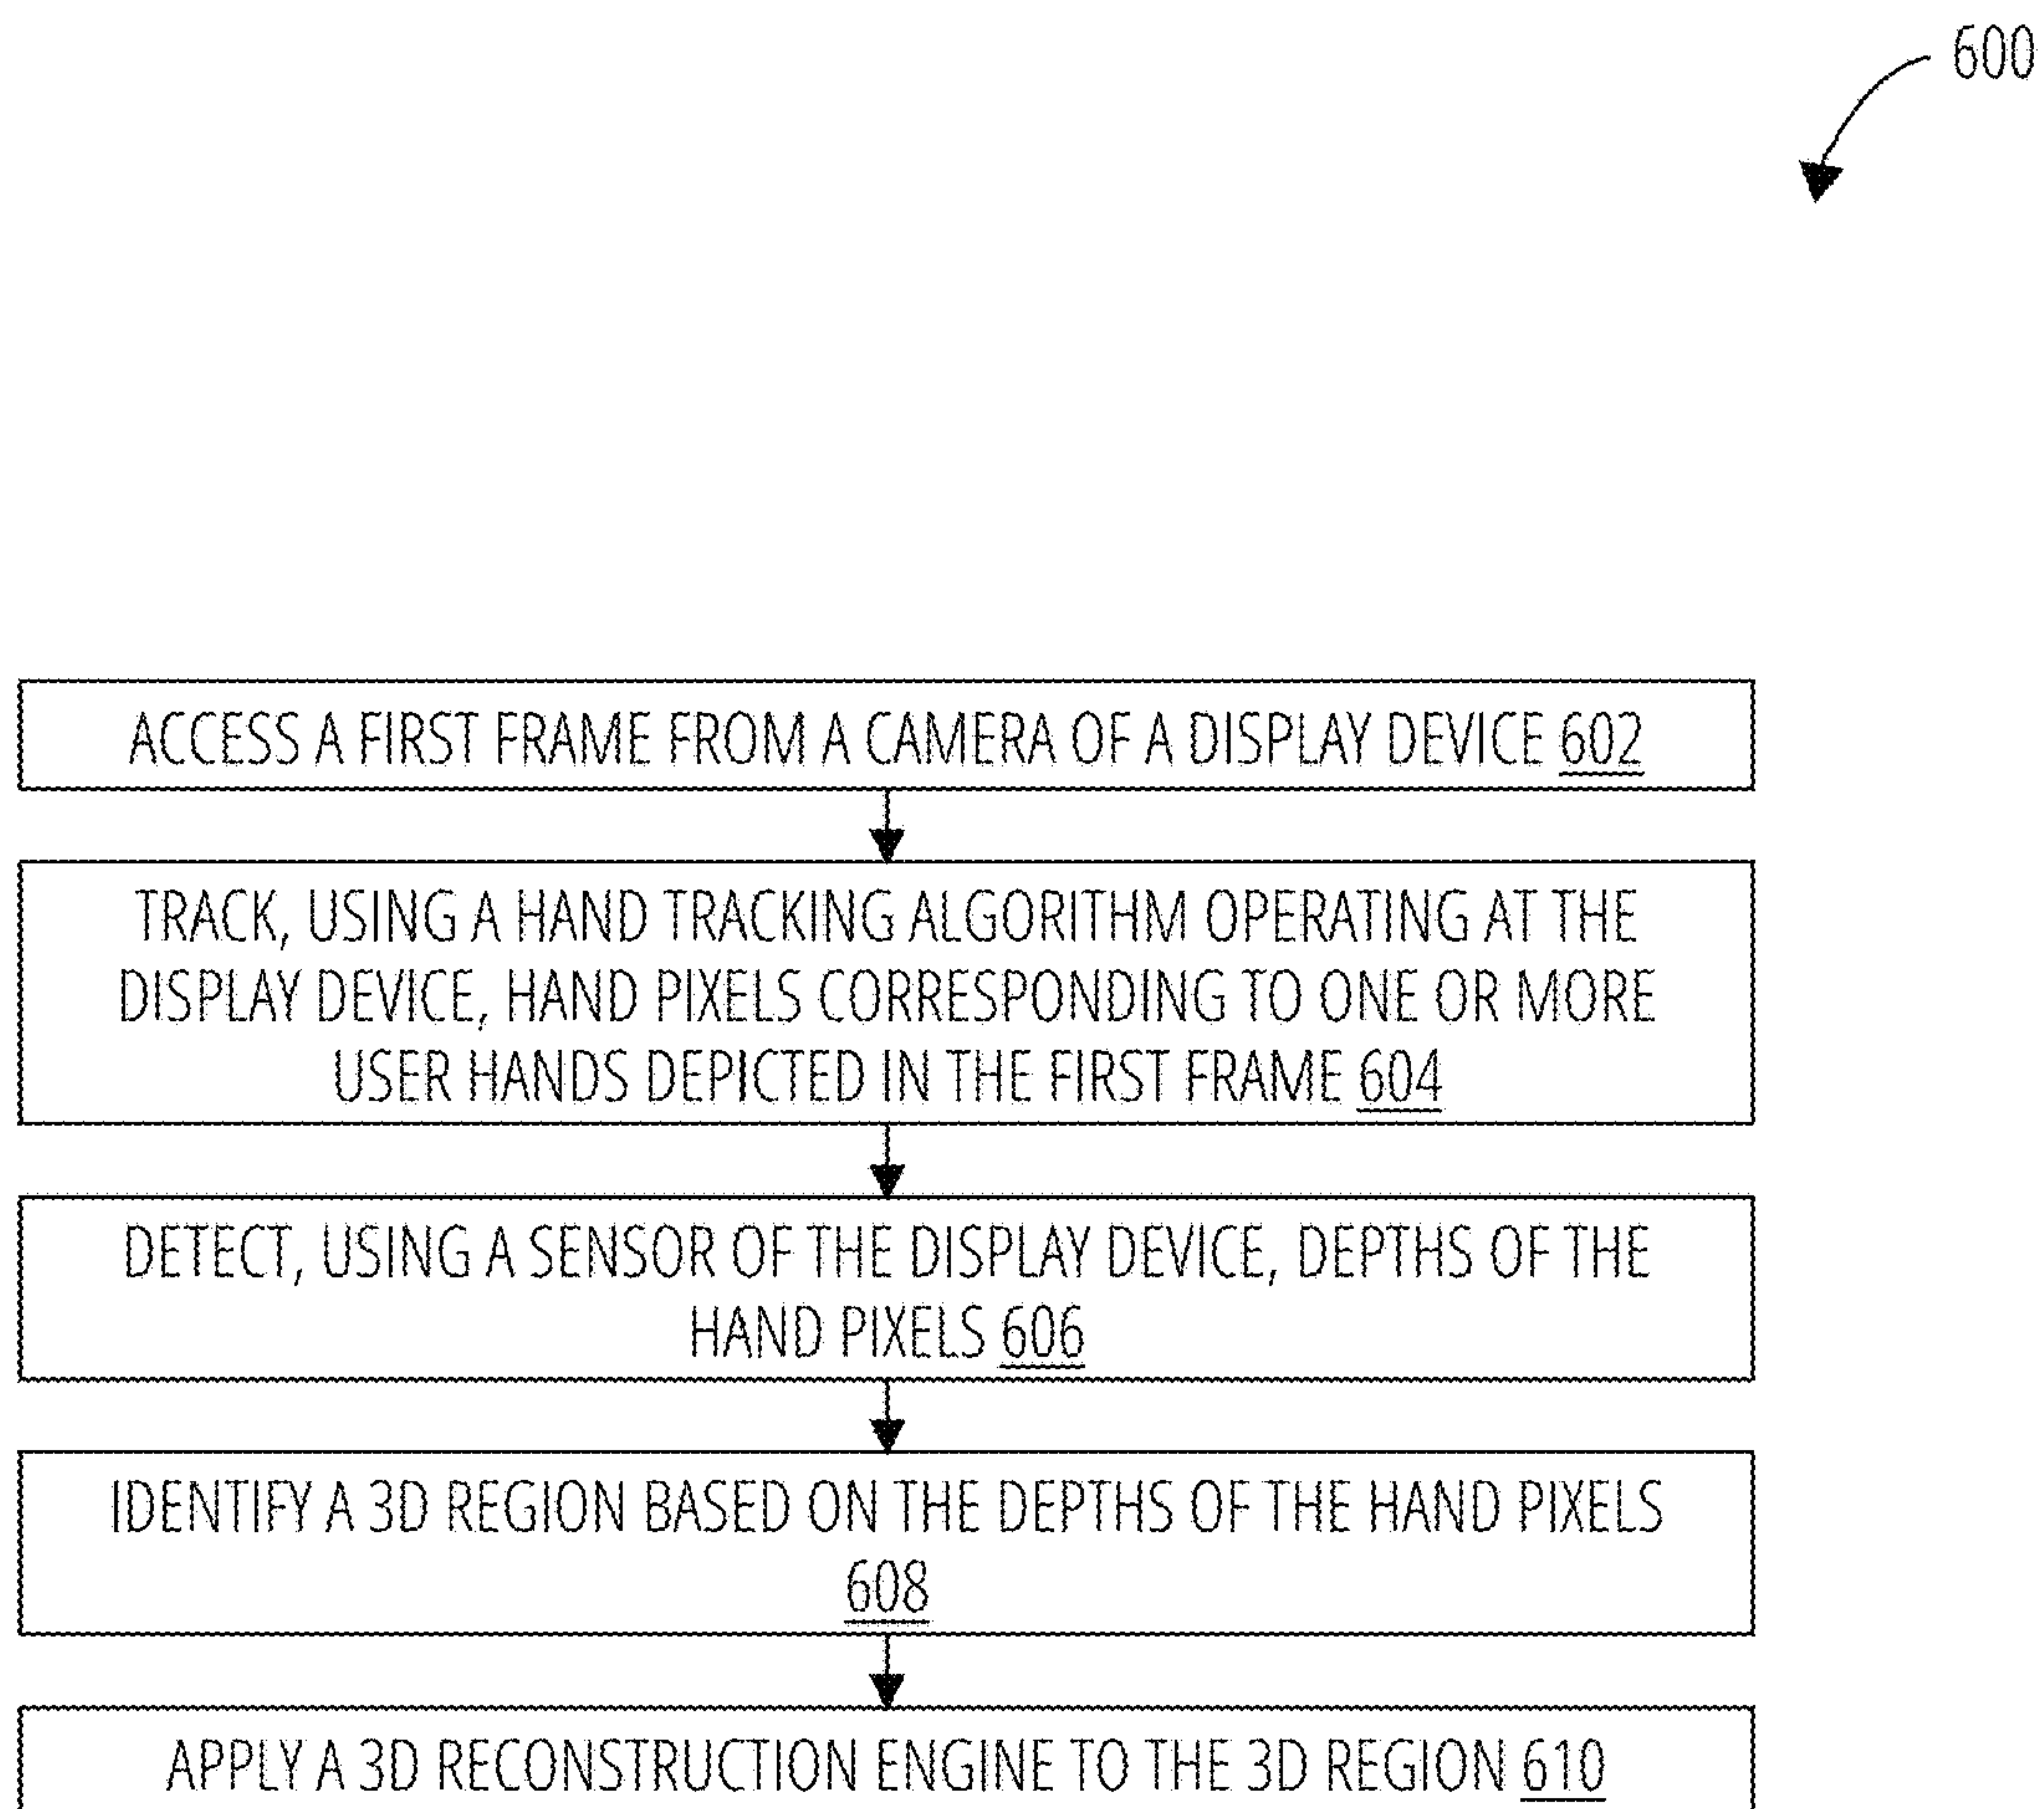 600
ACCESS A FIRST FRAME FROM A CAMERA OF A DISPLAY DEVICE 602
TRACK, USING A HAND TRACKING ALGORITHM OPERATING AT THE
DISPLAY DEVICE, HAND PIXELS CORRESPONDING TO ONE OR MORE
USER HANDS DEPICTED IN THE FIRST FRAME 604
DETECT, USING A SENSOR OF THE DISPLAY DEVICE, DEPTHS OF THE
HAND PIXELS 606
IDENTIFY A 3D REGION BASED ON THE DEPTHS OF THE HAND PIXELS
608
APPLY A 3D RECONSTRUCTION ENGINE TO THE 3D REGION 610